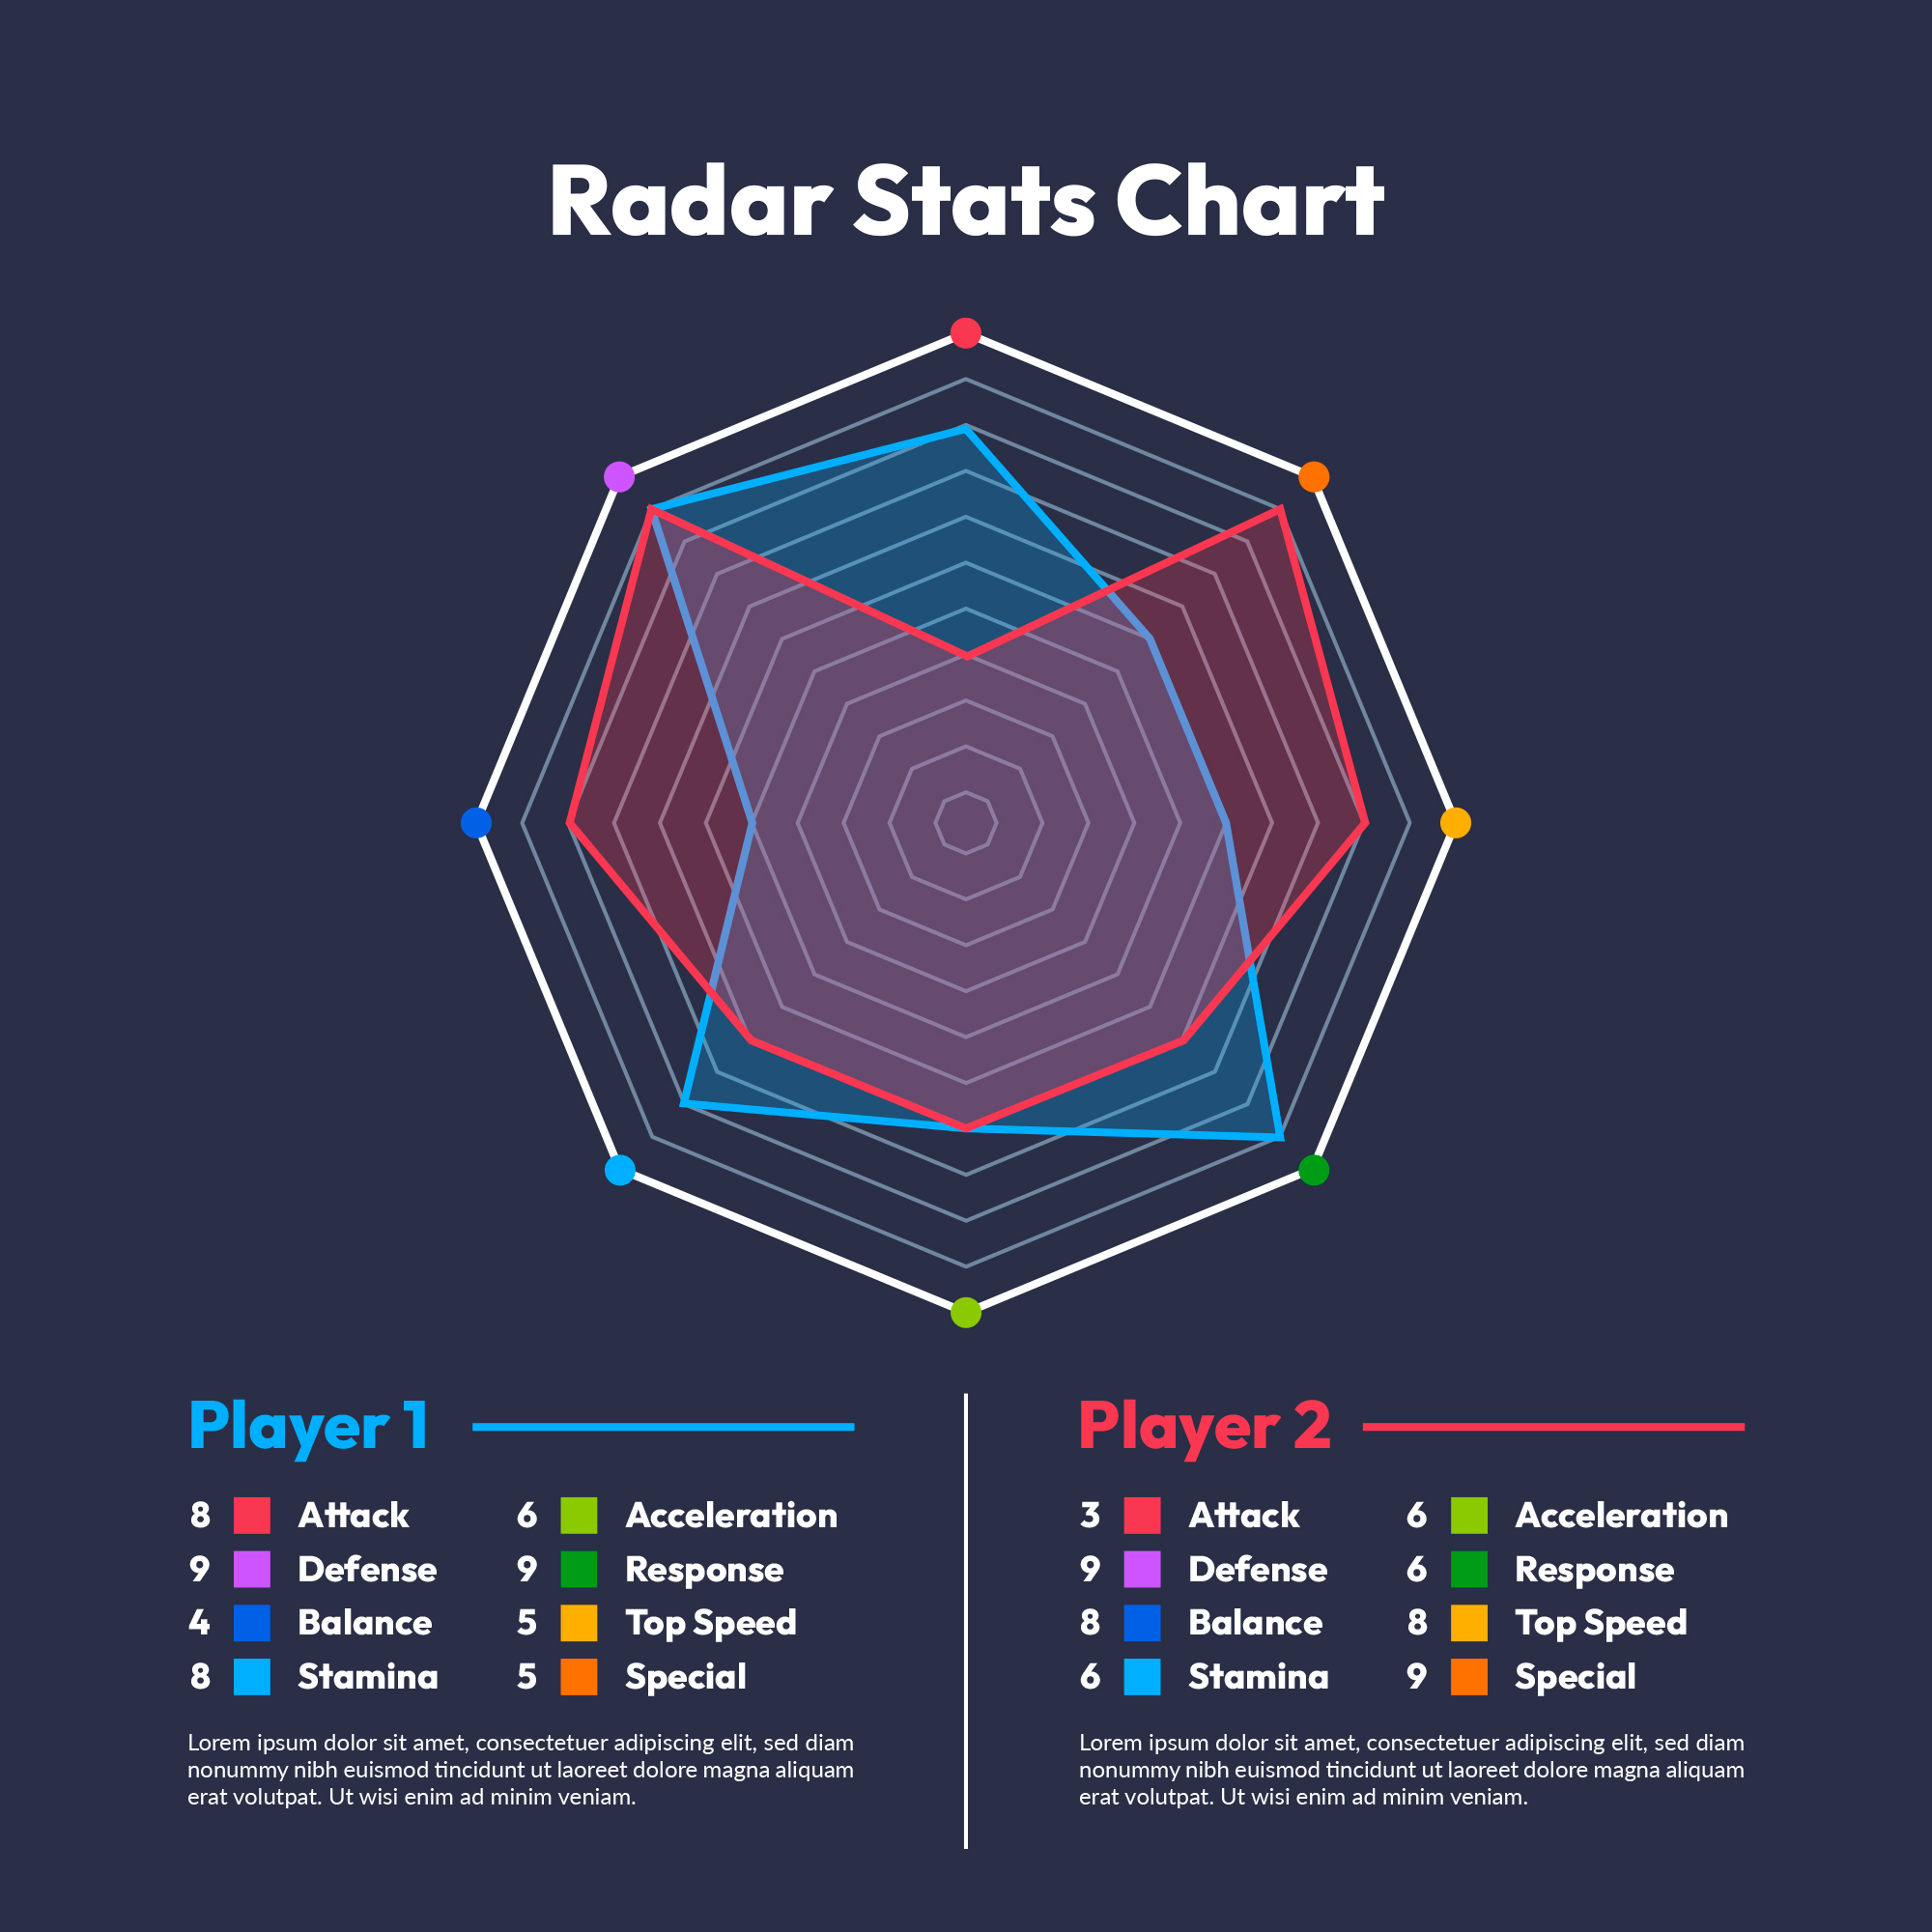 Radar Stats Chart
Player 1
8 Attack
9 Defense
4 Balance
8 Stamina
6 Acceleration
9 Response
5 Top Speed
5 Special
Lorem ipsum dolor sit amet, consectetuer adipiscing elit, sed diam
nonummy nibh euismod tincidunt ut laoreet dolore magna aliquam
erat volutpat. Ut wisi enim ad minim veniam.
Player 2
3 Attack
9 Defense
8 Balance
6 Stamina
6 Acceleration
6 Response
8 Top Speed
9 Special
Lorem ipsum dolor sit amet, consectetuer adipiscing elit, sed diam
nonummy nibh euismod tincidunt ut laoreet dolore magna aliquam
erat volutpat. Ut wisi enim ad minim veniam.